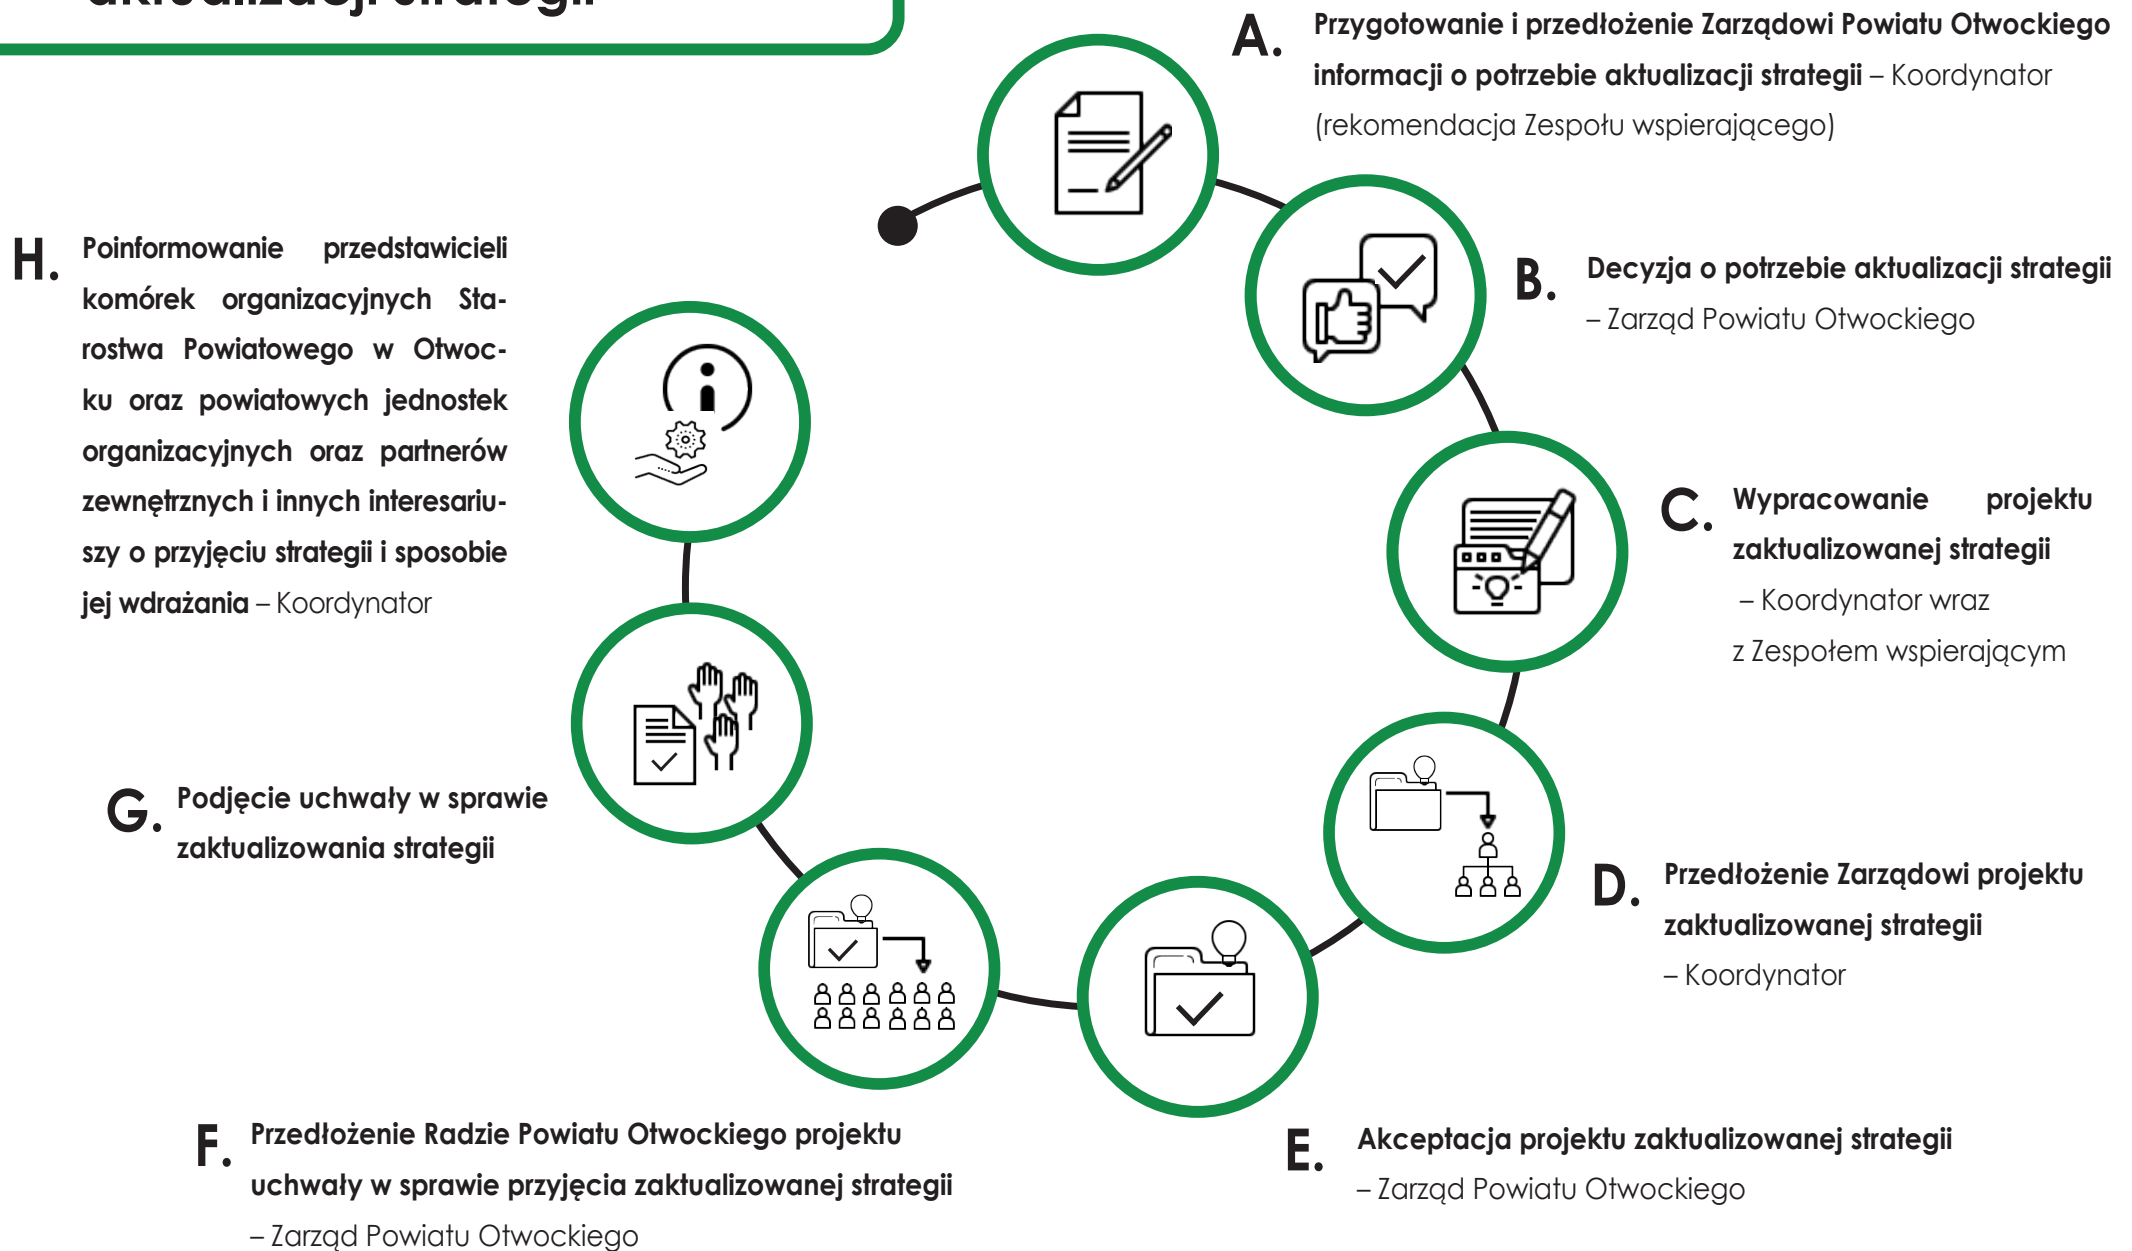 aktualizacji strategii
A.
Przygotowanie i przedłożenie Zarządowi Powiatu Otwockiego
informacji o potrzebie aktualizacji strategii – Koordynator
(rekomendacja Zespołu wspierającego)
B.
Decyzja o potrzebie aktualizacji strategii
– Zarząd Powiatu Otwockiego
C.
Wypracowanie projektu
zaktualizowanej strategii
– Koordynator wraz
z Zespołem wspierającym
D.
Przedłożenie Zarządowi projektu
zaktualizowanej strategii
– Koordynator
E.
Akceptacja projektu zaktualizowanej strategii
– Zarząd Powiatu Otwockiego
F.
Przedłożenie Radzie Powiatu Otwockiego projektu
uchwały w sprawie przyjęcia zaktualizowanej strategii
– Zarząd Powiatu Otwockiego
G.
Podjęcie uchwały w sprawie
zaktualizowania strategii
H.
Poinformowanie przedstawicieli
komórek organizacyjnych Sta-
rostwa Powiatowego w Otwoc-
ku oraz powiatowych jednostek
organizacyjnych oraz partnerów
zewnętrznych i innych interesariu-
szy o przyjęciu strategii i sposobie
jej wdrażania – Koordynator